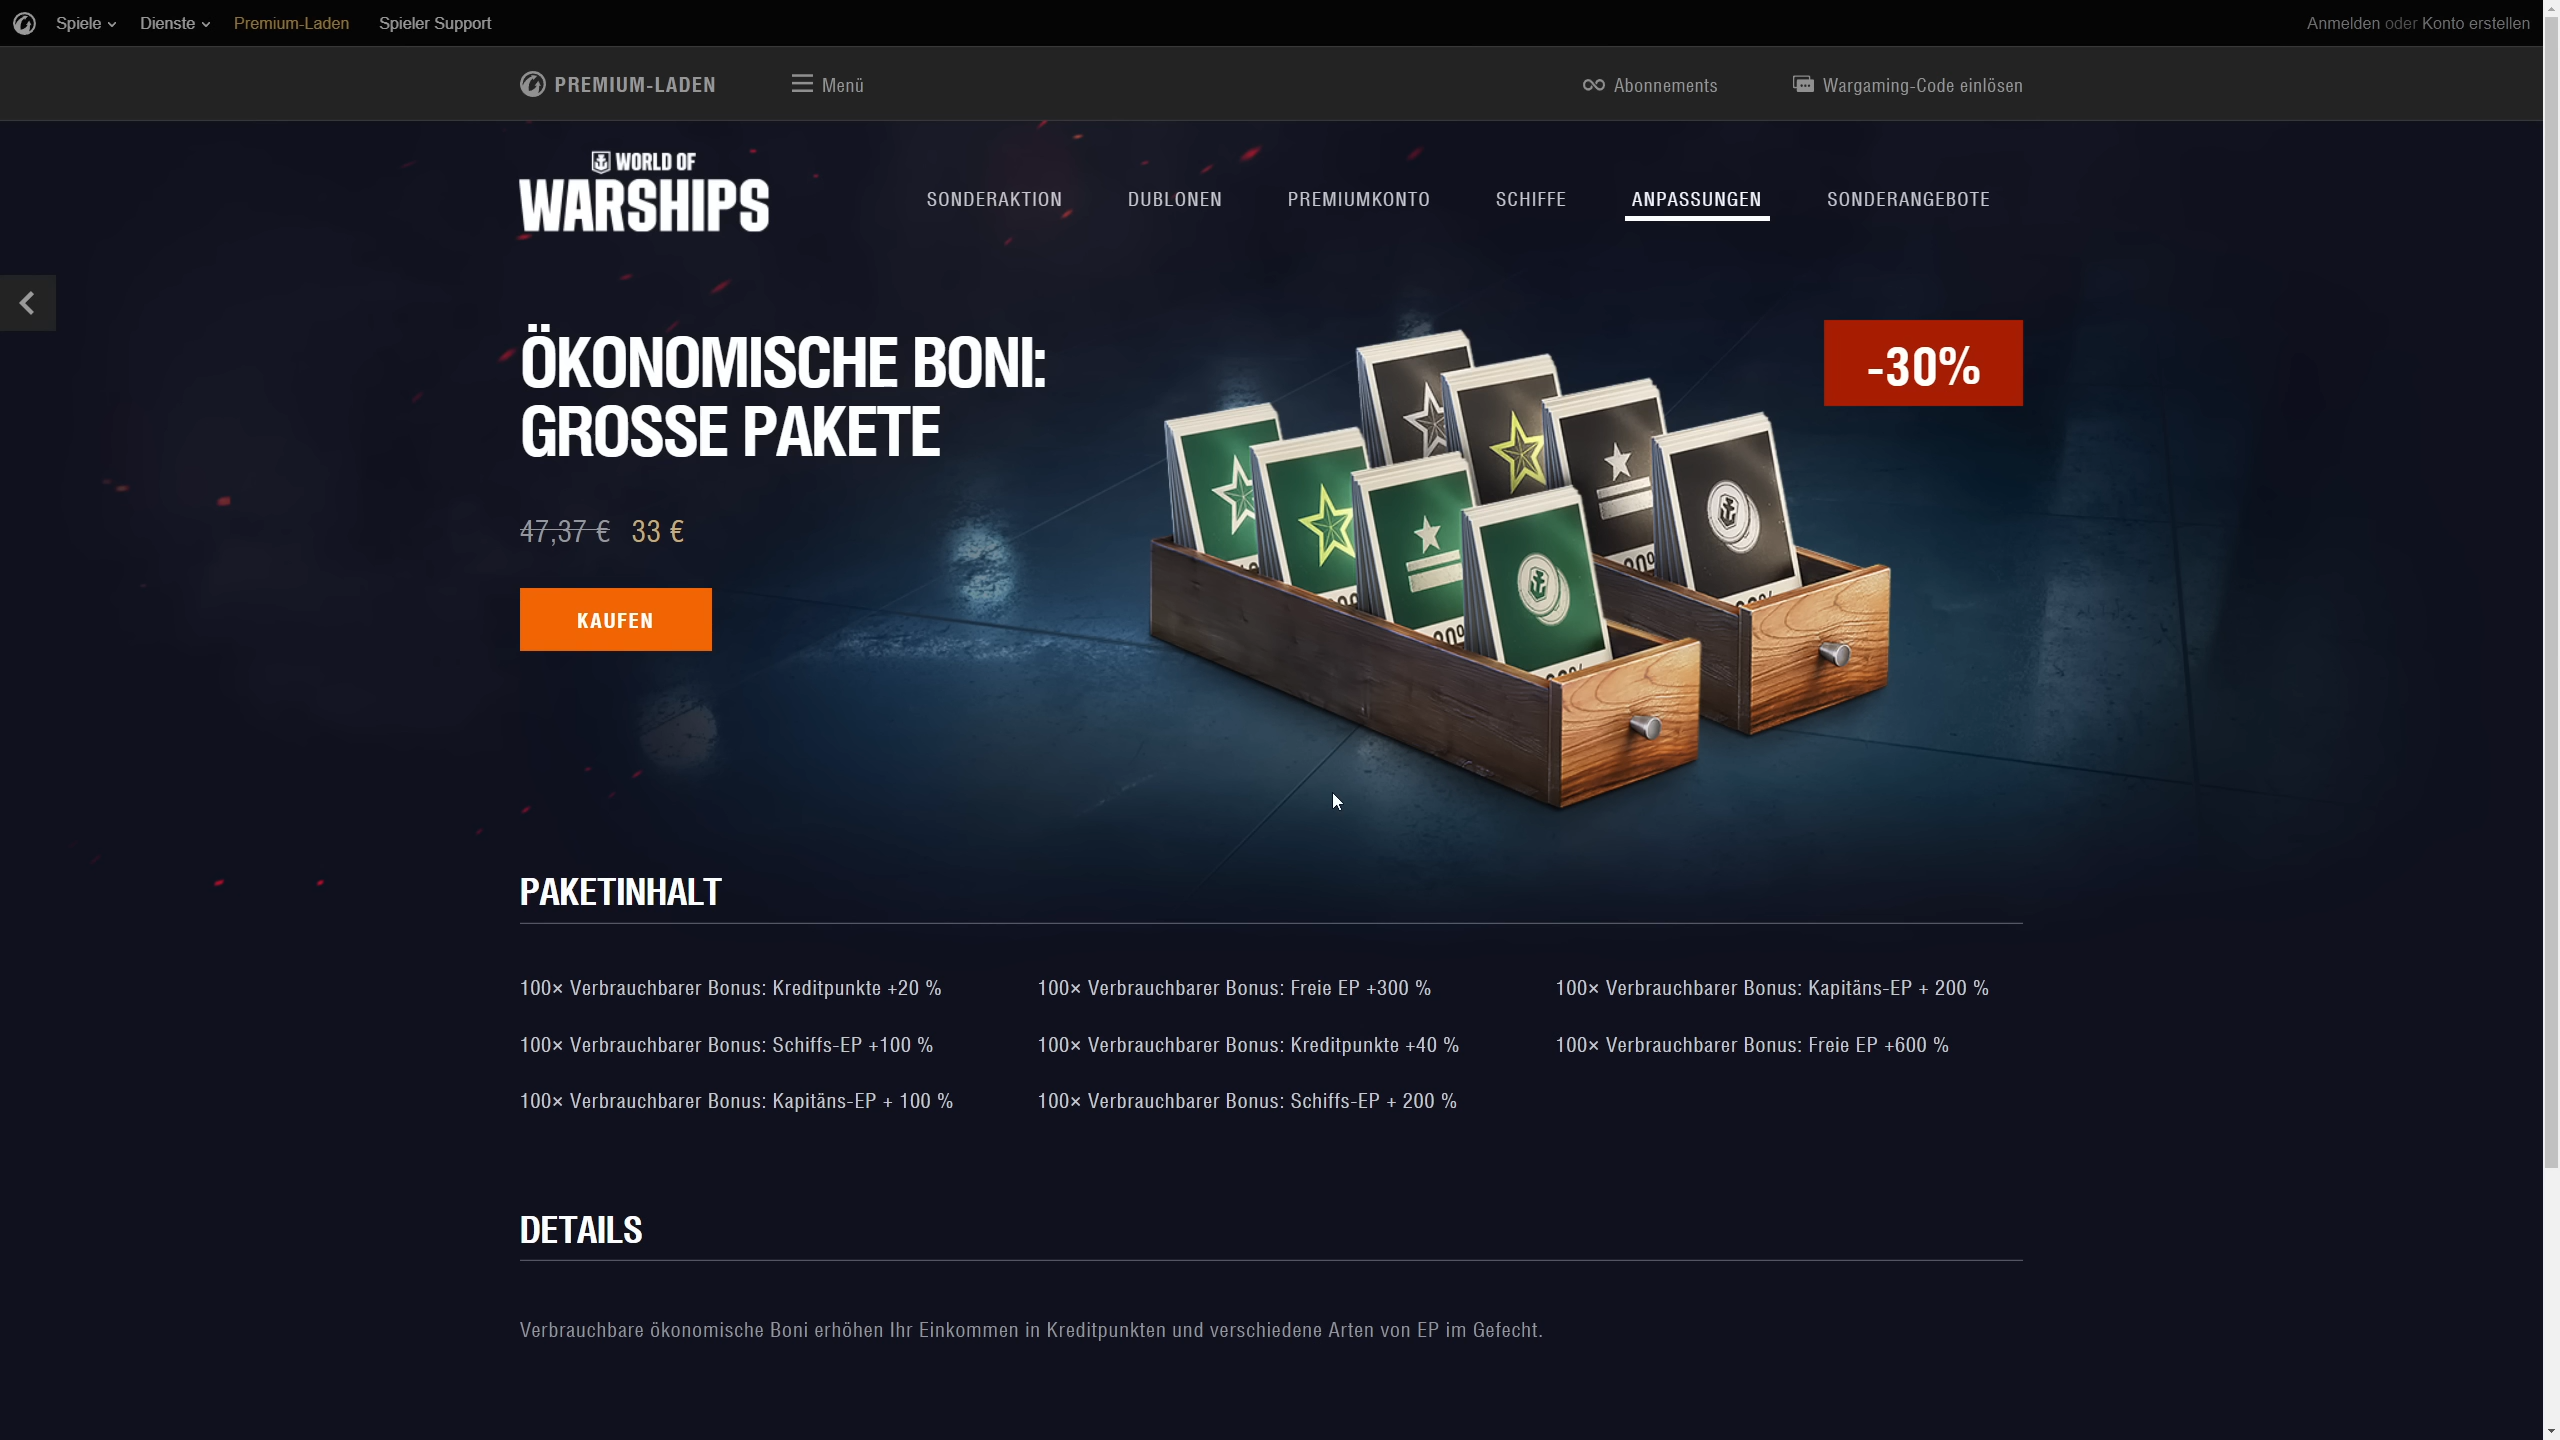 Spiele
Dienste
Premium-Laden
Spieler Support
Anmelden oder Konto erstellen
PREMIUM-LADEN
Menü
Abonnements
Wargaming-Code einlösen
WORLD OF
WARSHIPS
SONDERAKTION
DUBLONEN
PREMIUMKONTO
SCHIFFE
ANPASSUNGEN
SONDERANGEBOTE
ÖKONOMISCHE BONI:
GROSSE PAKETE
-30%
47,37 € 33 €
KAUFEN
PAKETINHALT
100× Verbrauchbarer Bonus: Kreditpunkte +20 %
100× Verbrauchbarer Bonus: Freie EP +300 %
100× Verbrauchbarer Bonus: Kapitäns-EP + 200 %
100× Verbrauchbarer Bonus: Schiffs-EP +100 %
100× Verbrauchbarer Bonus: Kreditpunkte +40 %
100× Verbrauchbarer Bonus: Freie EP +600 %
100× Verbrauchbarer Bonus: Kapitäns-EP + 100 %
100× Verbrauchbarer Bonus: Schiffs-EP + 200 %
DETAILS
Verbrauchbare ökonomische Boni erhöhen Ihr Einkommen in Kreditpunkten und verschiedene Arten von EP im Gefecht.